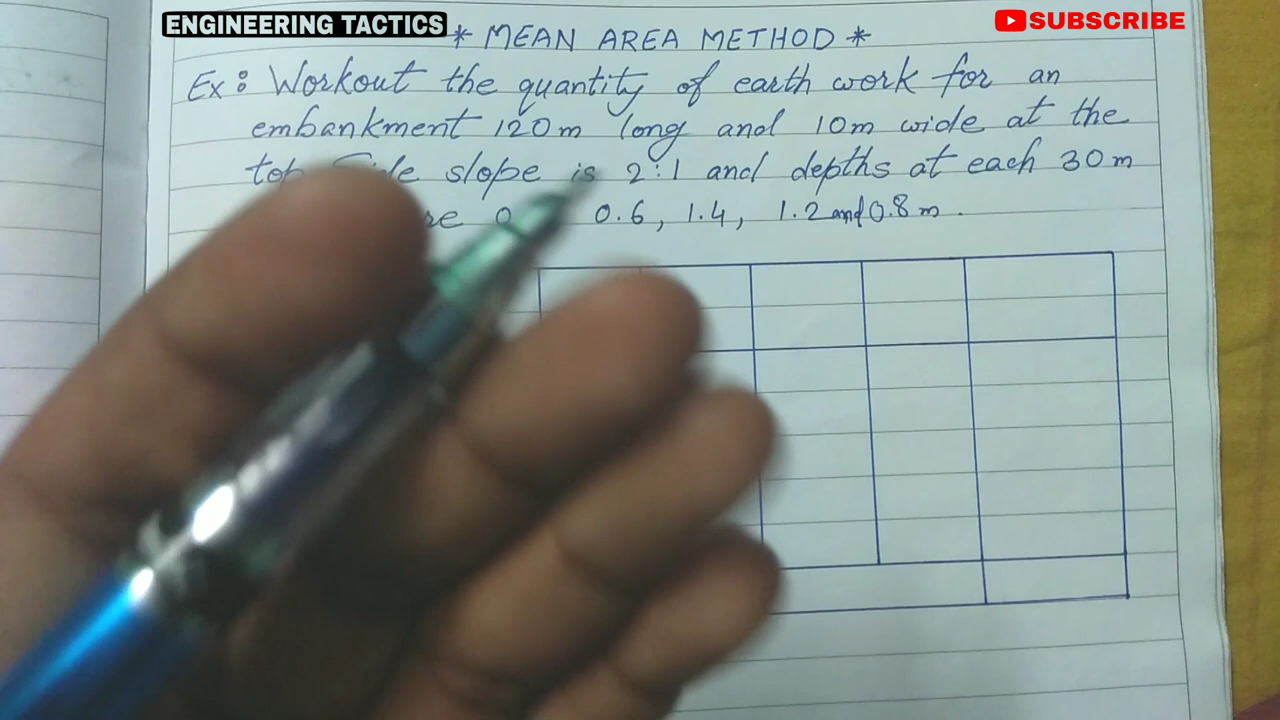 ENGINEERING TACTICS
SUBSCRIBE
* MEAN AREA METHOD *
Ex: Workout the quantity of earth work for an
embankment 120m long and 10m wide at the
slope is 2:1 and depths at each 30m
0.6, 1.4, 1.2 and 0.8 m.